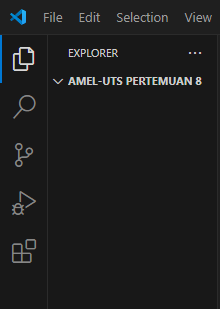 File Edit Selection View
EXPLORER ...
AMEL-UTS PERTEMUAN 8